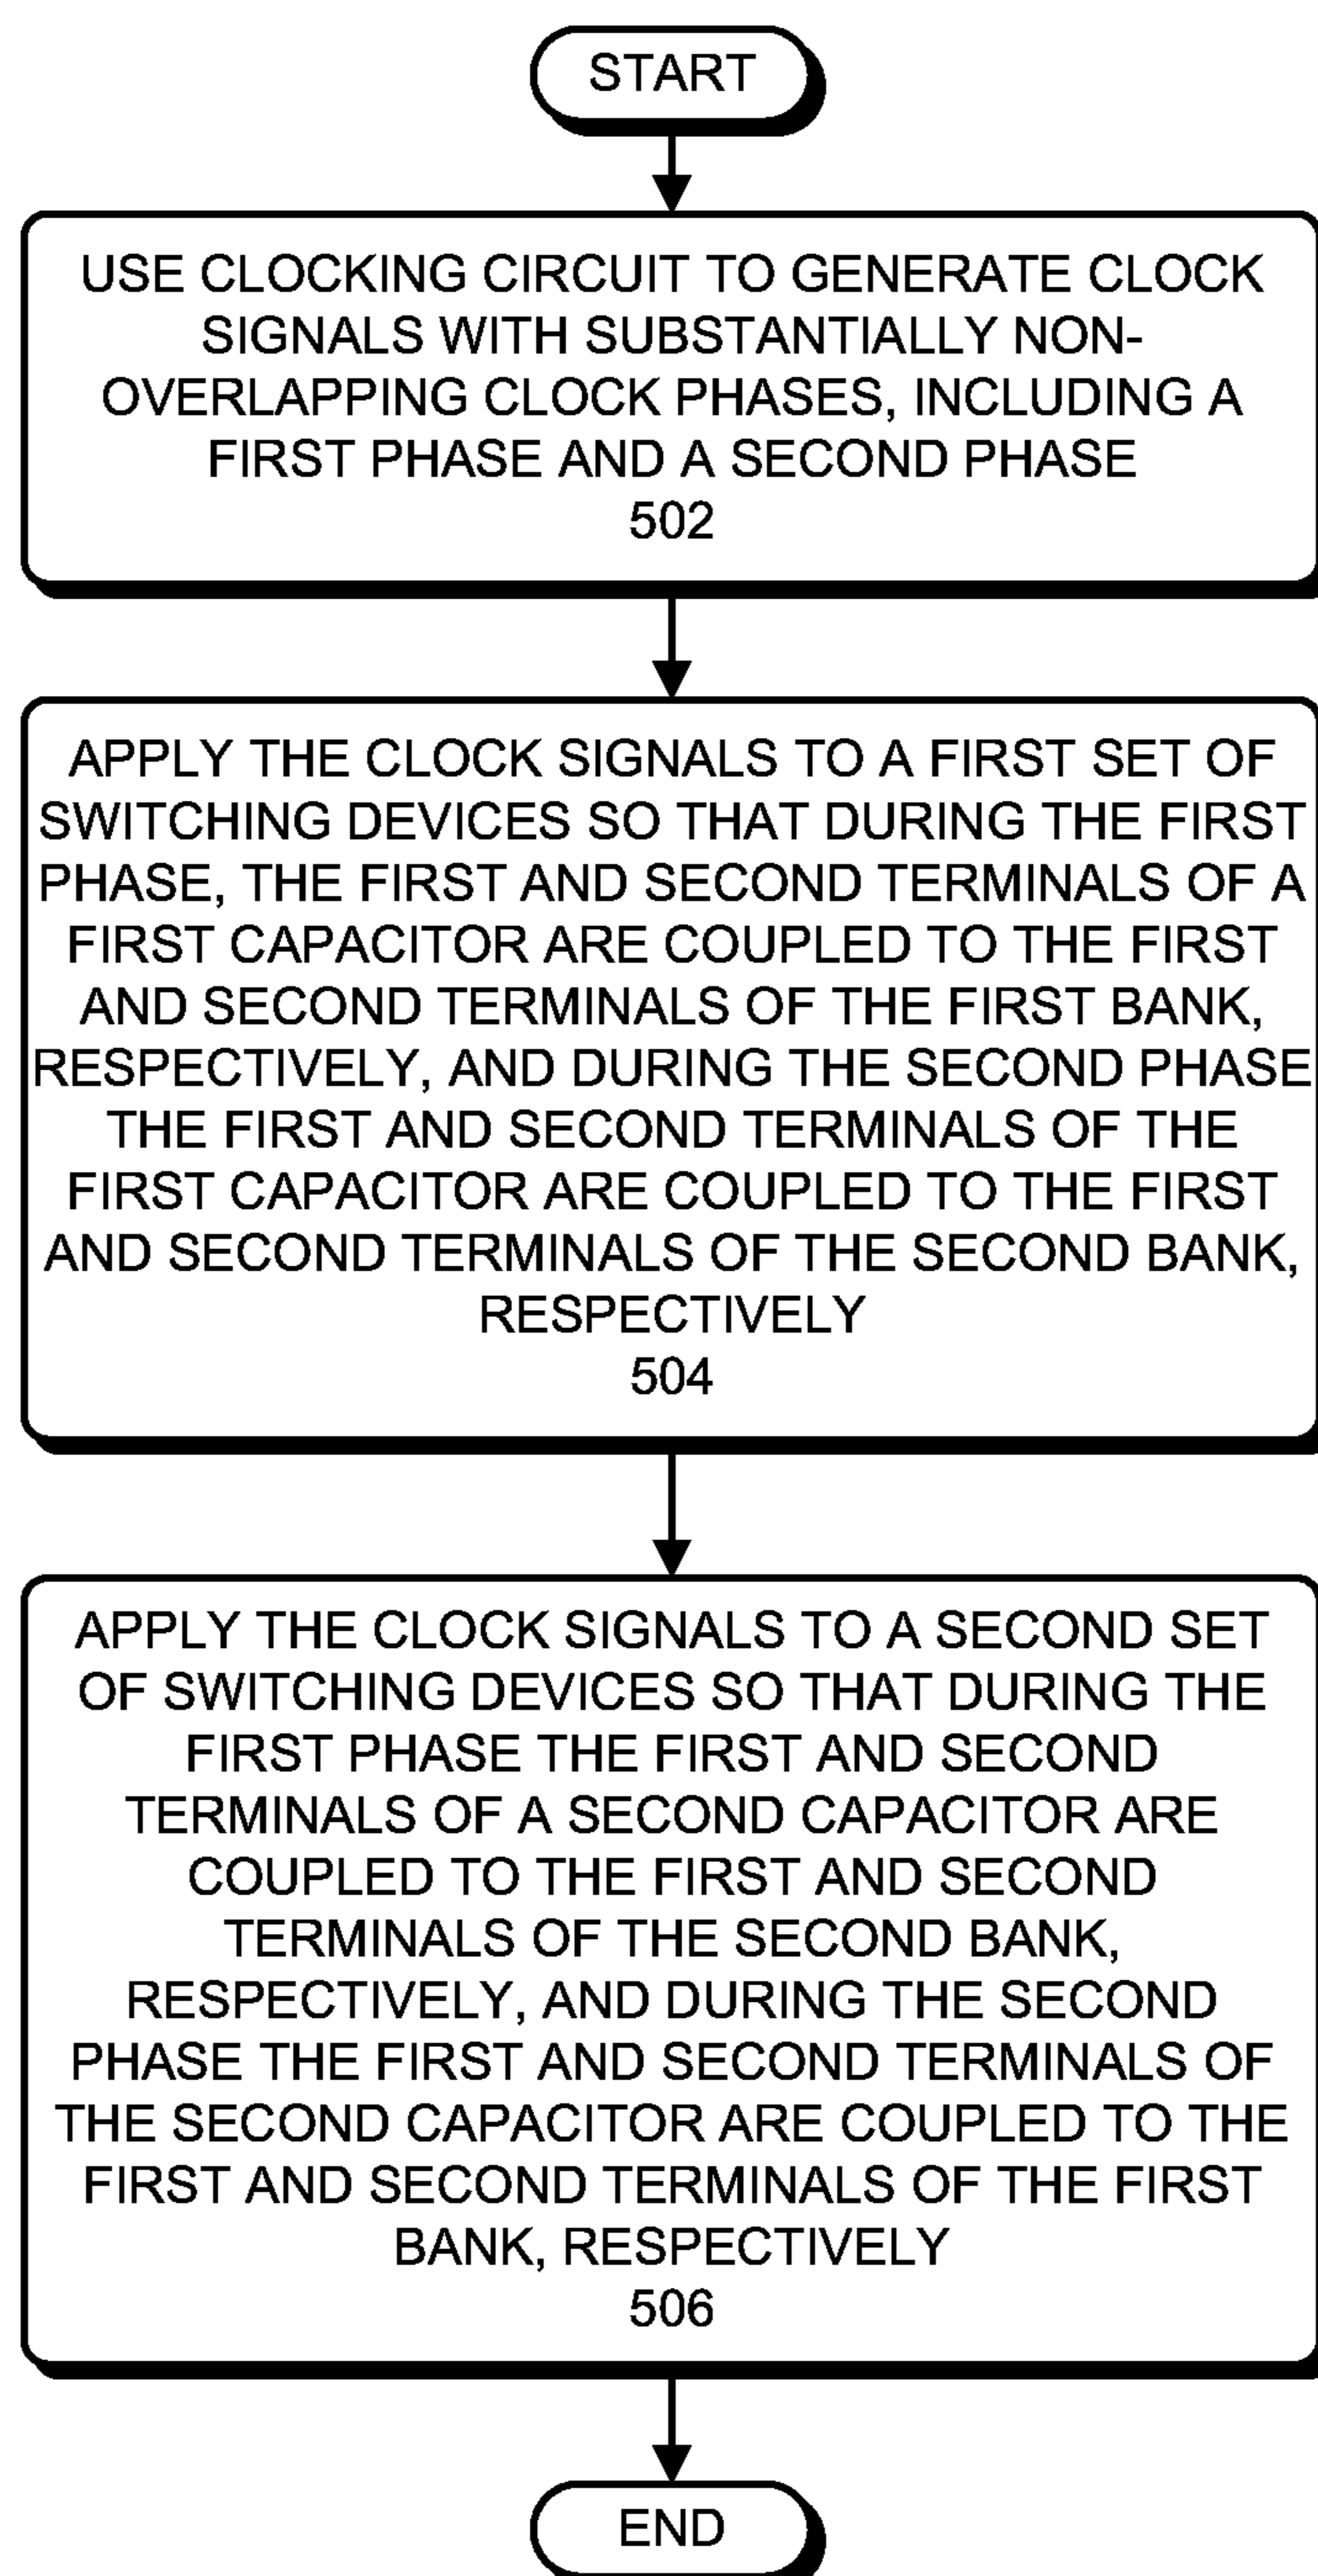 START
USE CLOCKING CIRCUIT TO GENERATE CLOCK
SIGNALS WITH SUBSTANTIALLY NON-
OVERLAPPING CLOCK PHASES, INCLUDING A
FIRST PHASE AND A SECOND PHASE
502
APPLY THE CLOCK SIGNALS TO A FIRST SET OF
SWITCHING DEVICES SO THAT DURING THE FIRST
PHASE, THE FIRST AND SECOND TERMINALS OF A
FIRST CAPACITOR ARE COUPLED TO THE FIRST
AND SECOND TERMINALS OF THE FIRST BANK,
RESPECTIVELY, AND DURING THE SECOND PHASE
THE FIRST AND SECOND TERMINALS OF THE
FIRST CAPACITOR ARE COUPLED TO THE FIRST
AND SECOND TERMINALS OF THE SECOND BANK,
RESPECTIVELY
504
APPLY THE CLOCK SIGNALS TO A SECOND SET
OF SWITCHING DEVICES SO THAT DURING THE
FIRST PHASE THE FIRST AND SECOND
TERMINALS OF A SECOND CAPACITOR ARE
COUPLED TO THE FIRST AND SECOND
TERMINALS OF THE SECOND BANK,
RESPECTIVELY, AND DURING THE SECOND
PHASE THE FIRST AND SECOND TERMINALS OF
THE SECOND CAPACITOR ARE COUPLED TO THE
FIRST AND SECOND TERMINALS OF THE FIRST
BANK, RESPECTIVELY
506
END